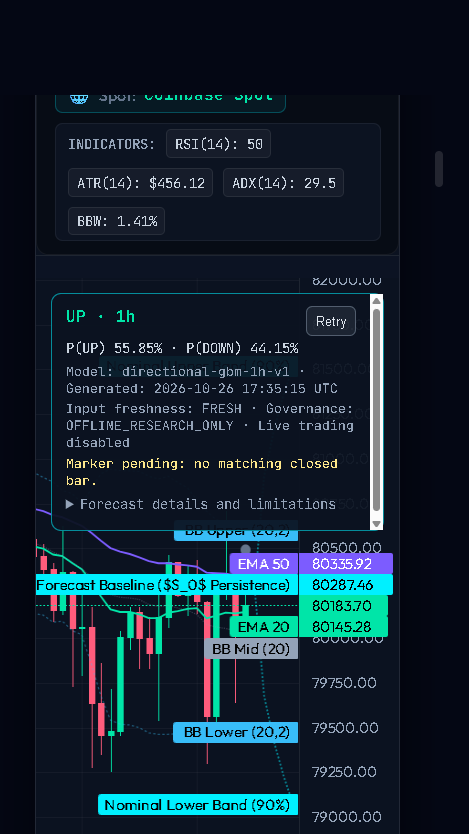 Spot: Coinbase Spot
INDICATORS: RSI(14): 50
ATR(14): $456.12 ADX(14): 29.5
BBW: 1.41%
82000.00
UP · 1h
Retry
P(UP) 55.85% · P(DOWN) 44.15%
Model: directional-gbm-1h-v1 ·
Generated: 2026-10-26 17:35:15 UTC
Input freshness: FRESH · Governance:
OFFLINE_RESEARCH_ONLY · Live trading
disabled
Marker pending: no matching closed
bar.
▶ Forecast details and limitations
BB Upper (20,2)
80500.00
EMA 50 80335.92
Forecast Baseline ($S_0$ Persistence) 80287.46
80183.70
EMA 20 80145.28
80000.00
BB Mid (20)
79750.00
BB Lower (20,2) 79500.00
79250.00
Nominal Lower Band (90%)
79000.00